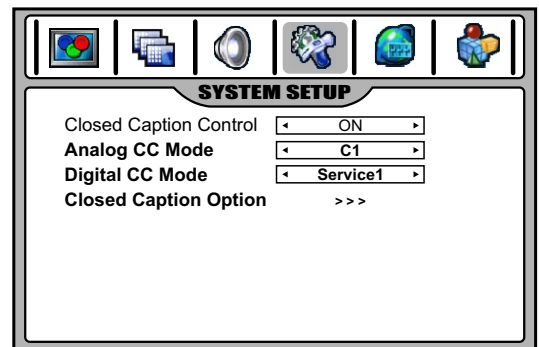 SYSTEM SETUP
Closed Caption Control ON
Analog CC Mode C1
Digital CC Mode Service1
Closed Caption Option >>>